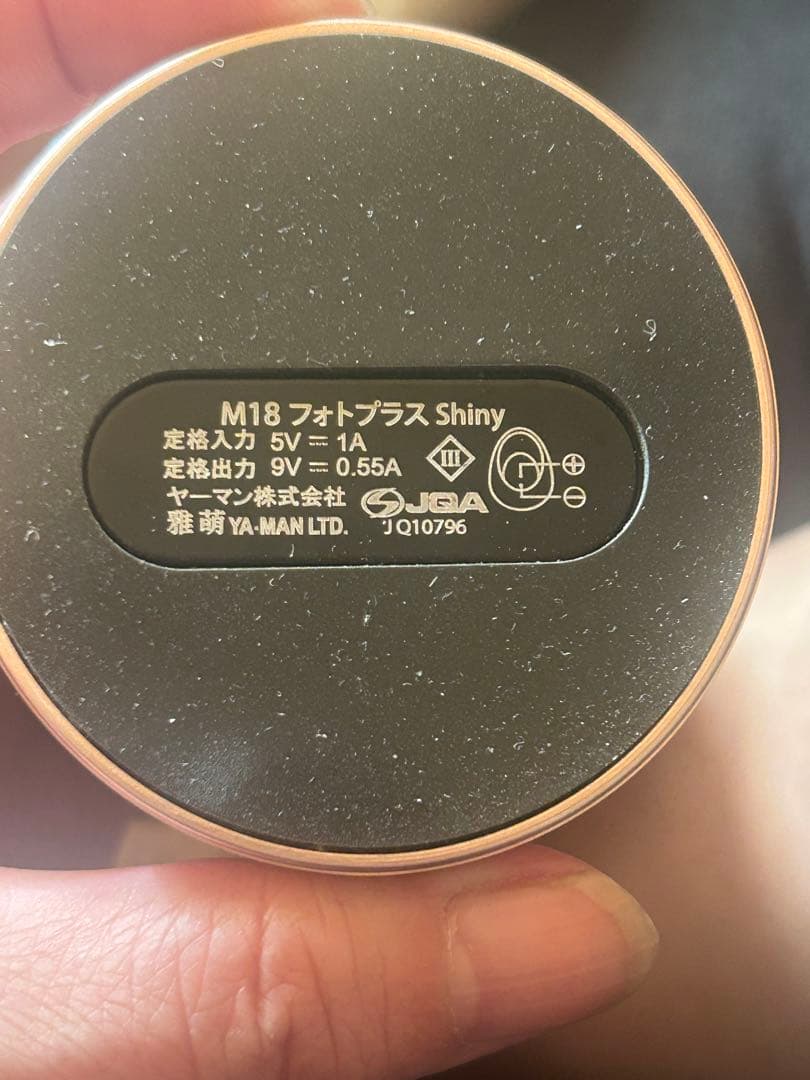 M18 フォトプラス Shiny
定格入力 5V ⎓ 1A
定格出力 9V ⎓ 0.55A
III
⊕
⊖
ヤーマン株式会社 JQA
雅萌 YA-MAN LTD. JQ10796